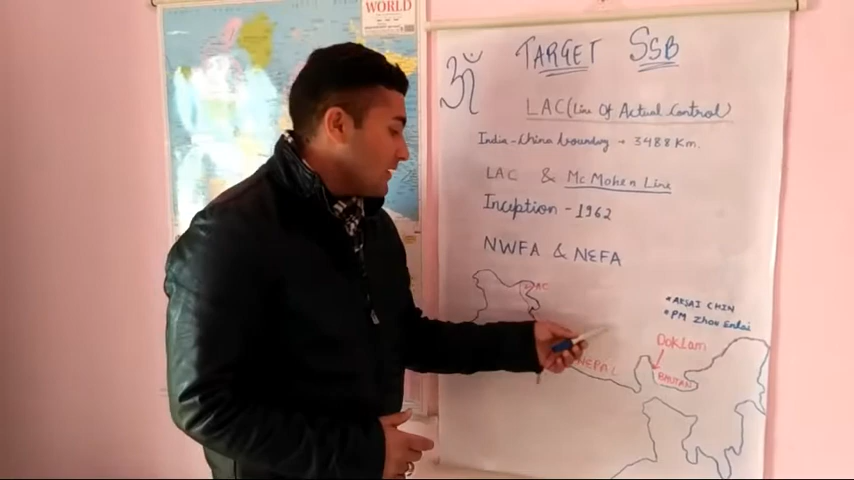 WORLD
ॐ
TARGET SSB
LAC (Line Of Actual Control)
India-China boundary → 3488 Km.
LAC & McMohen Line
Inception - 1962
NWFA & NEFA
LAC
*AKSAI CHIN
*PM Zhou Enlai
DokLam
NEPAL
BHUTAN